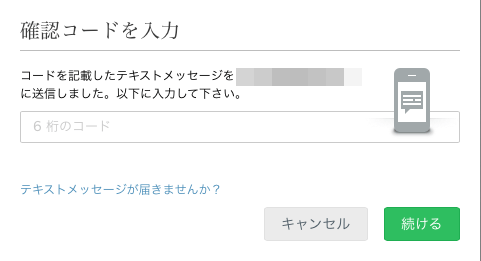 確認コードを入力
コードを記載したテキストメッセージを
に送信しました。以下に入力して下さい。
6 桁のコード
テキストメッセージが届きませんか？
キャンセル
続ける